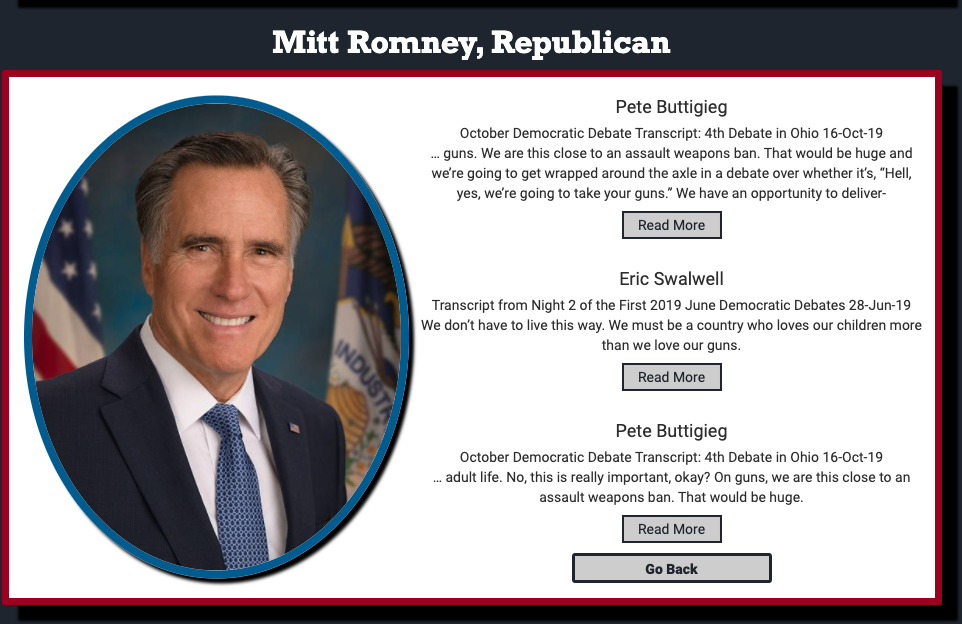 Mitt Romney, Republican
Pete Buttigieg
October Democratic Debate Transcript: 4th Debate in Ohio 16-Oct-19
... guns. We are this close to an assault weapons ban. That would be huge and
we’re going to get wrapped around the axle in a debate over whether it’s, “Hell,
yes, we’re going to take your guns.” We have an opportunity to deliver-
Read More
Eric Swalwell
Transcript from Night 2 of the First 2019 June Democratic Debates 28-Jun-19
We don’t have to live this way. We must be a country who loves our children more
than we love our guns.
Read More
Pete Buttigieg
October Democratic Debate Transcript: 4th Debate in Ohio 16-Oct-19
... adult life. No, this is really important, okay? On guns, we are this close to an
assault weapons ban. That would be huge.
Read More
Go Back
INDUSTR